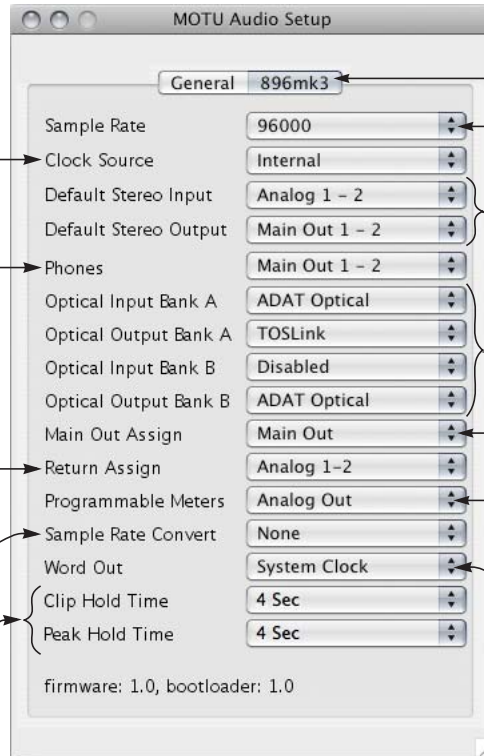 MOTU Audio Setup
General 896mk3
Sample Rate 96000
Clock Source Internal
Default Stereo Input Analog 1 – 2
Default Stereo Output Main Out 1 – 2
Phones Main Out 1 – 2
Optical Input Bank A ADAT Optical
Optical Output Bank A TOSLink
Optical Input Bank B Disabled
Optical Output Bank B ADAT Optical
Main Out Assign Main Out
Return Assign Analog 1-2
Programmable Meters Analog Out
Sample Rate Convert None
Word Out System Clock
Clip Hold Time 4 Sec
Peak Hold Time 4 Sec
firmware: 1.0, bootloader: 1.0